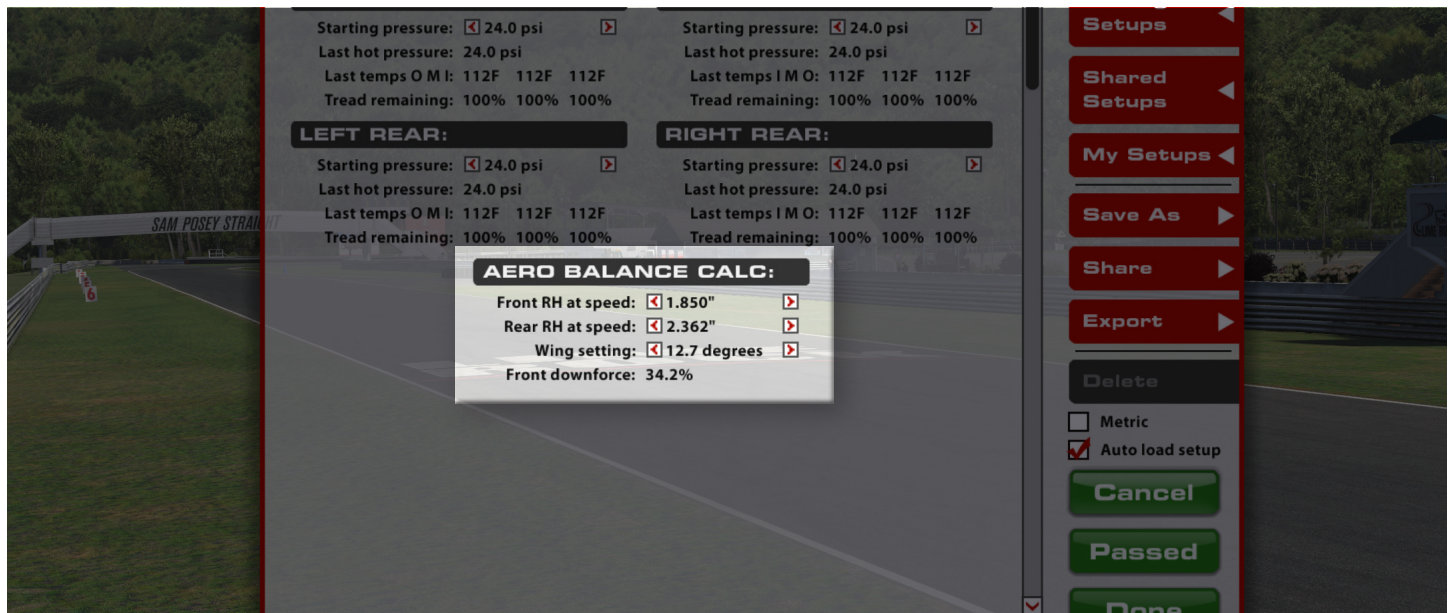 Starting pressure: 24.0 psi
Last hot pressure: 24.0 psi
Last temps O M I: 112F 112F 112F
Tread remaining: 100% 100% 100%
Starting pressure: 24.0 psi
Last hot pressure: 24.0 psi
Last temps I M O: 112F 112F 112F
Tread remaining: 100% 100% 100%
LEFT REAR:
Starting pressure: 24.0 psi
Last hot pressure: 24.0 psi
Last temps O M I: 112F 112F 112F
Tread remaining: 100% 100% 100%
RIGHT REAR:
Starting pressure: 24.0 psi
Last hot pressure: 24.0 psi
Last temps I M O: 112F 112F 112F
Tread remaining: 100% 100% 100%
AERO BALANCE CALC:
Front RH at speed: 1.850"
Rear RH at speed: 2.362"
Wing setting: 12.7 degrees
Front downforce: 34.2%
Setups
Shared
Setups
My Setups
Save As
Share
Export
Delete
Metric
Auto load setup
Cancel
Passed
Done
SAM POSEY STRAIGHT
6